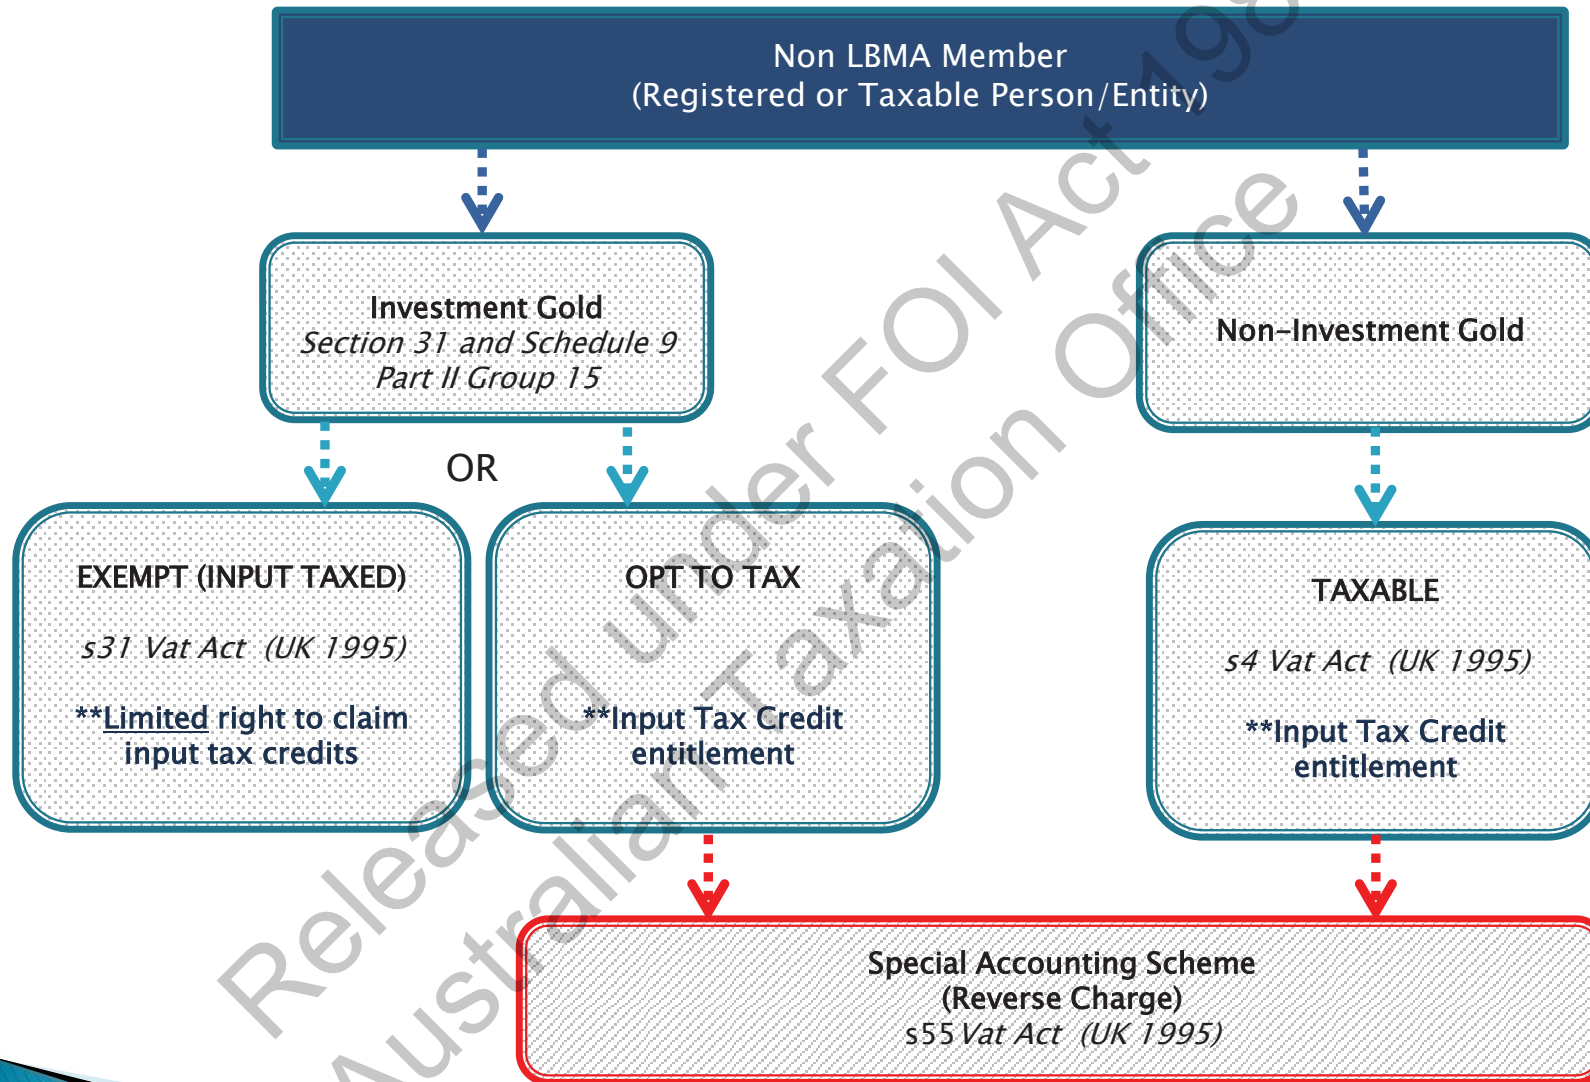 Non LBMA Member
(Registered or Taxable Person/Entity)
Investment Gold
Section 31 and Schedule 9
Part II Group 15
Non-Investment Gold
OR
EXEMPT (INPUT TAXED)
s31 Vat Act (UK 1995)
**Limited right to claim
input tax credits
OPT TO TAX
**Input Tax Credit
entitlement
TAXABLE
s4 Vat Act (UK 1995)
**Input Tax Credit
entitlement
Special Accounting Scheme
(Reverse Charge)
s55 Vat Act (UK 1995)
Released under FOI Act 198
Australian Taxation Office